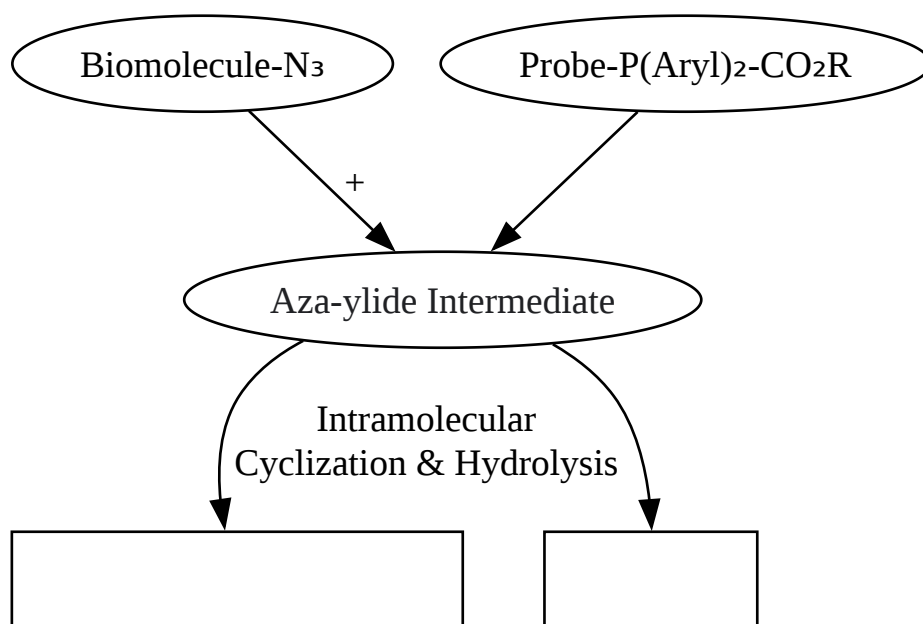 Biomolecule-N₃
Probe-P(Aryl)₂-CO₂R
+
Aza-ylide Intermediate
Intramolecular
Cyclization & Hydrolysis